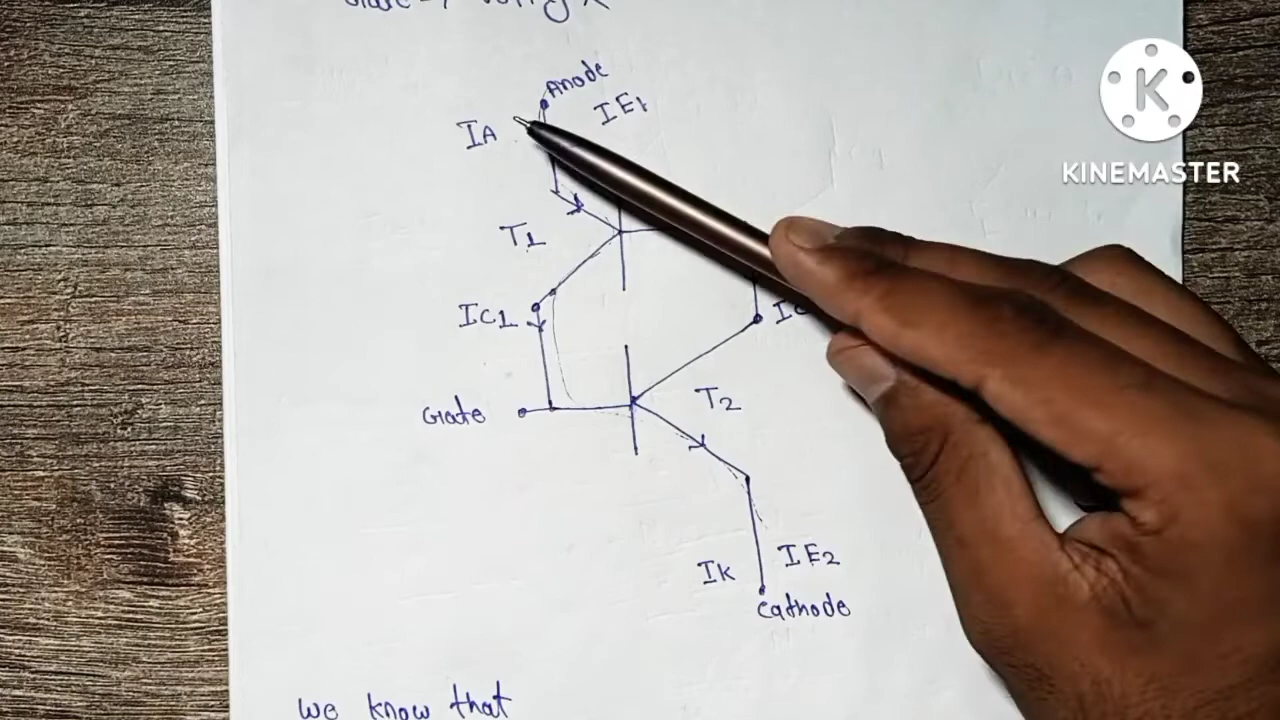 Anode
IA
IE1
T1
IC1
Gate
T2
IK
IE2
Cathode
we know that
K
KINEMASTER